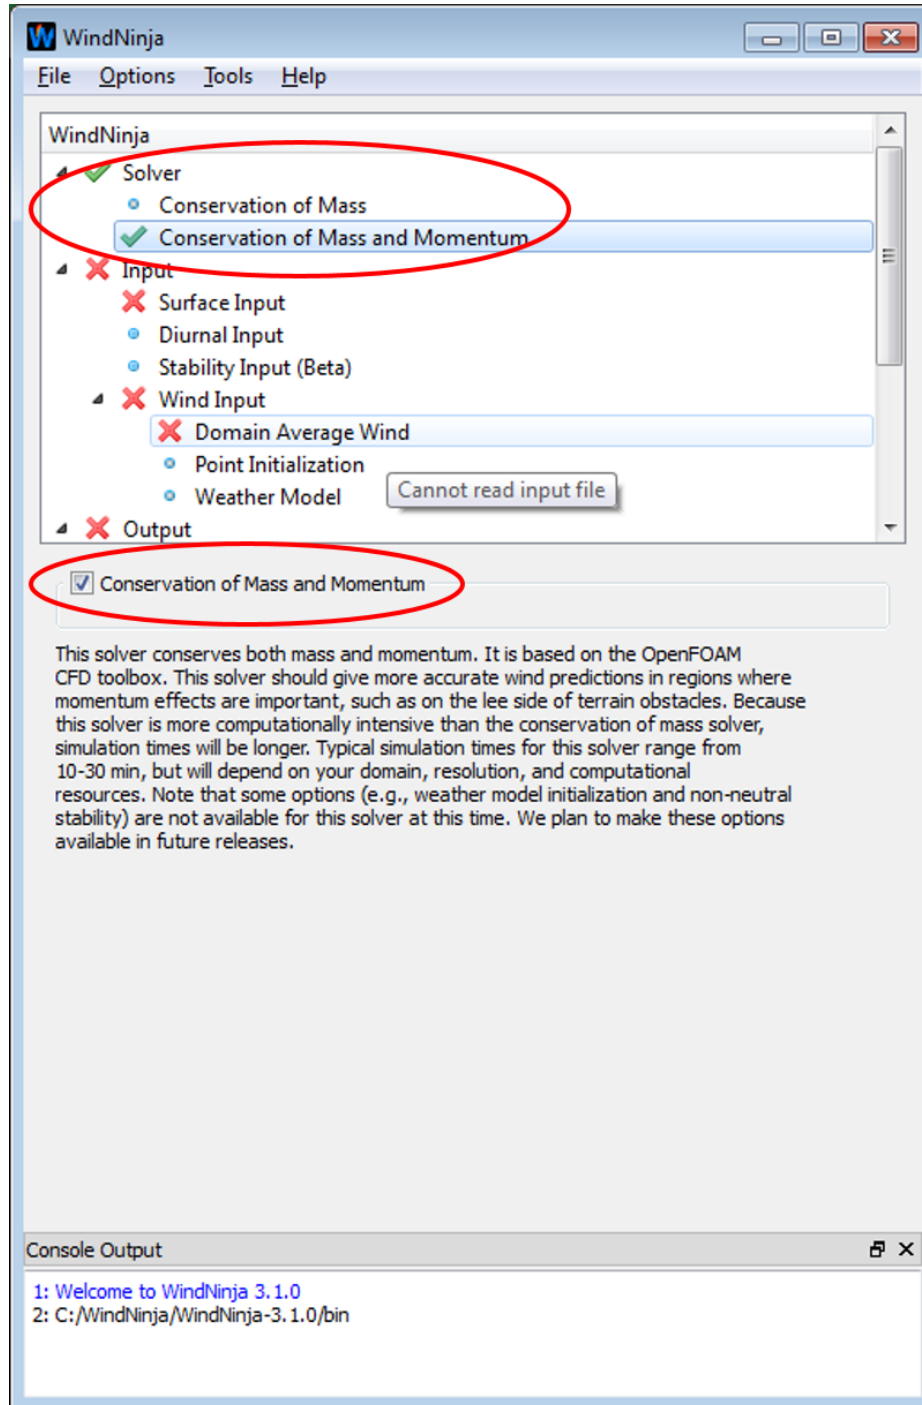 WindNinja
File Options Tools Help
WindNinja
Solver
Conservation of Mass
Conservation of Mass and Momentum
Input
Surface Input
Diurnal Input
Stability Input (Beta)
Wind Input
Domain Average Wind
Point Initialization
Weather Model
Cannot read input file
Output
Conservation of Mass and Momentum
This solver conserves both mass and momentum. It is based on the OpenFOAM
CFD toolbox. This solver should give more accurate wind predictions in regions where
momentum effects are important, such as on the lee side of terrain obstacles. Because
this solver is more computationally intensive than the conservation of mass solver,
simulation times will be longer. Typical simulation times for this solver range from
10-30 min, but will depend on your domain, resolution, and computational
resources. Note that some options (e.g., weather model initialization and non-neutral
stability) are not available for this solver at this time. We plan to make these options
available in future releases.
Console Output
1: Welcome to WindNinja 3.1.0
2: C:/WindNinja/WindNinja-3.1.0/bin